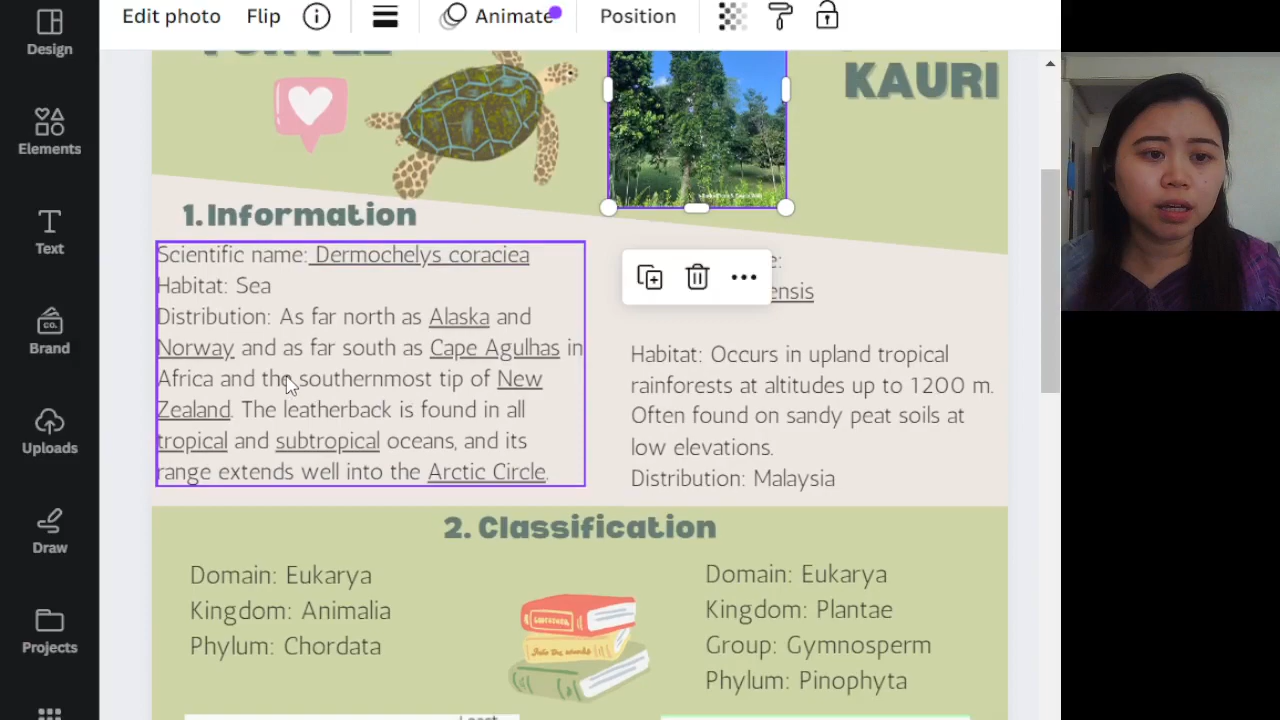 Edit photo Flip Animate Position
Design
Elements
Text
Brand
co.
Uploads
Draw
Projects
KAURI
1. Information
Scientific name: Dermochelys coraciea
Habitat: Sea
Distribution: As far north as Alaska and
Norway and as far south as Cape Agulhas in
Africa and the southernmost tip of New
Zealand. The leatherback is found in all
tropical and subtropical oceans, and its
range extends well into the Arctic Circle.
Habitat: Occurs in upland tropical
rainforests at altitudes up to 1200 m.
Often found on sandy peat soils at
low elevations.
Distribution: Malaysia
2. Classification
Domain: Eukarya
Kingdom: Animalia
Phylum: Chordata
Domain: Eukarya
Kingdom: Plantae
Group: Gymnosperm
Phylum: Pinophyta